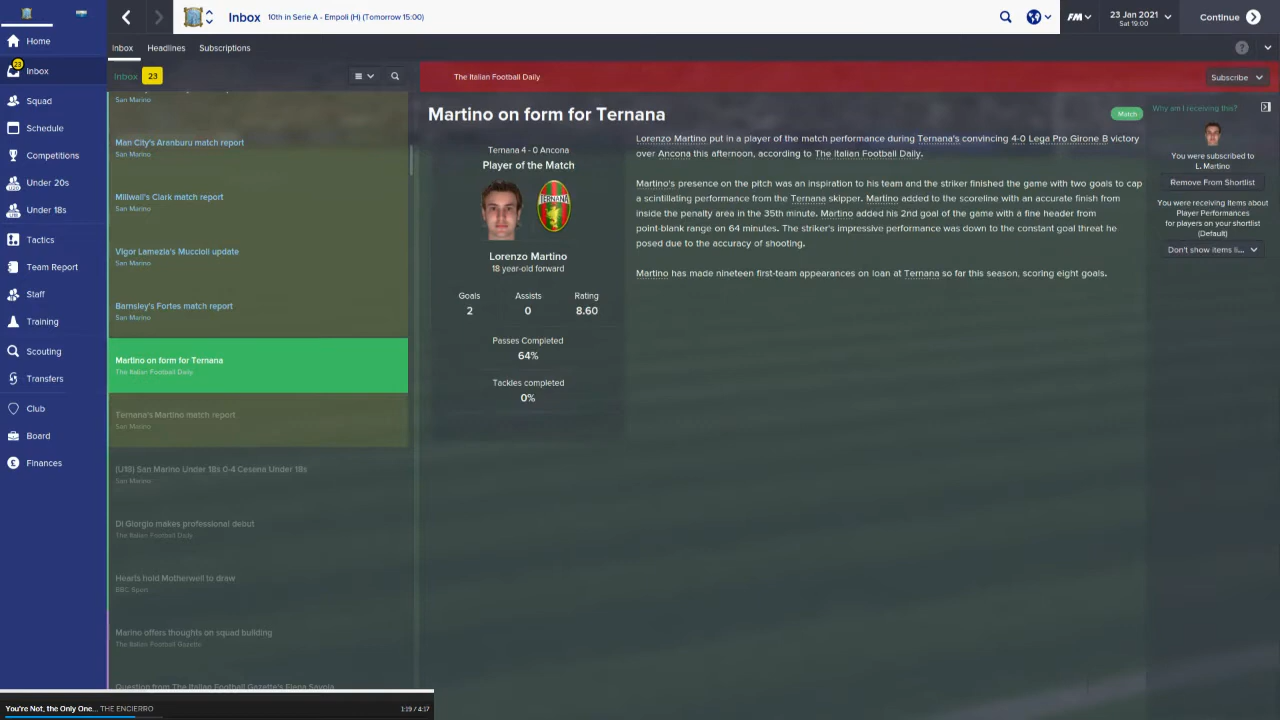 Inbox
10th in Serie A - Empoli (H) (Tomorrow 15:00)
FM
23 Jan 2021
Sat 19:00
Continue
Home
23
Inbox
Squad
Schedule
Competitions
Under 20s
Under 18s
Tactics
Team Report
Staff
Training
Scouting
Transfers
Club
Board
Finances
Inbox
Headlines
Subscriptions
Inbox
23
San Marino
Man City's Aranburu match report
San Marino
Millwall's Clark match report
San Marino
Vigor Lamezia's Muccioli update
San Marino
Barnsley's Fortes match report
San Marino
Martino on form for Ternana
The Italian Football Daily
Ternana's Martino match report
San Marino
(U18) San Marino Under 18s 0-4 Cesena Under 18s
San Marino
Di Giorgio makes professional debut
The Italian Football Daily
Hearts hold Motherwell to draw
BBC Sport
Marino offers thoughts on squad building
The Italian Football Gazette
Question from The Italian Football Gazette's Elena Savoia
The Italian Football Daily
Subscribe
Martino on form for Ternana
Match
Ternana 4 - 0 Ancona
Player of the Match
TERNANA
Lorenzo Martino
18 year-old forward
Goals
2
Assists
0
Rating
8.60
Passes Completed
64%
Tackles completed
0%
Lorenzo Martino put in a player of the match performance during Ternana's convincing 4-0 Lega Pro Girone B victory
over Ancona this afternoon, according to The Italian Football Daily.
Martino's presence on the pitch was an inspiration to his team and the striker finished the game with two goals to cap
a scintillating performance from the Ternana skipper. Martino added to the scoreline with an accurate finish from
inside the penalty area in the 35th minute. Martino added his 2nd goal of the game with a fine header from
point-blank range on 64 minutes. The striker's impressive performance was down to the constant goal threat he
posed due to the accuracy of shooting.
Martino has made nineteen first-team appearances on loan at Ternana so far this season, scoring eight goals.
Why am I receiving this?
You were subscribed to
L. Martino
Remove From Shortlist
You were receiving items about
Player Performances
for players on your shortlist
(Default)
Don't show items li...
You're Not, the Only One... THE ENCIERRO
1:19 / 4:17